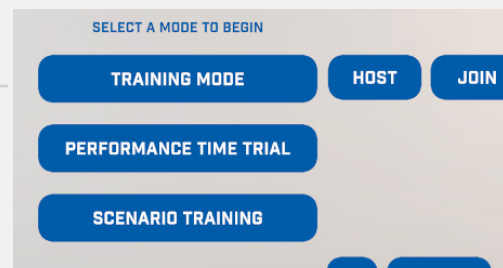 SELECT A MODE TO BEGIN
TRAINING MODE HOST JOIN
PERFORMANCE TIME TRIAL
SCENARIO TRAINING